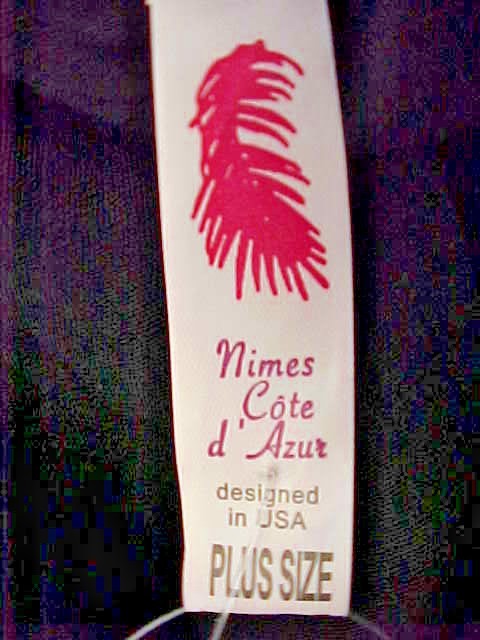 Nimes
Côte
d'Azur
designed
in USA
PLUS SIZE